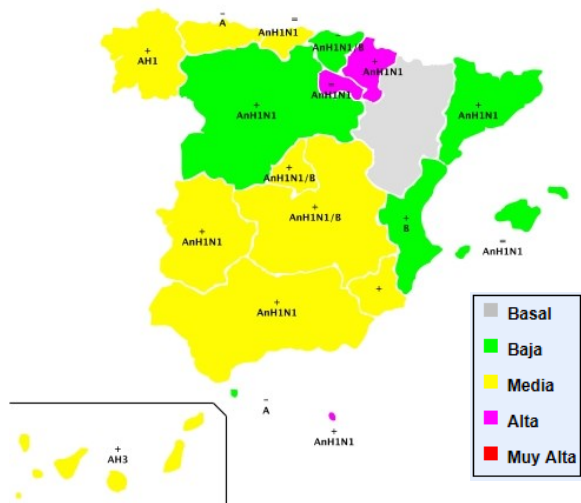 –
A
=
AnH1N1
+
AH1
–
AnH1N1/B
+
AnH1N1
=
AnH1N1
+
AnH1N1
+
AnH1N1
+
AnH1N1/B
+
AnH1N1/B
+
B
+
AnH1N1
=
AnH1N1
+
+
AnH1N1
–
A
+
AnH1N1
+
AH3
Basal
Baja
Media
Alta
Muy Alta